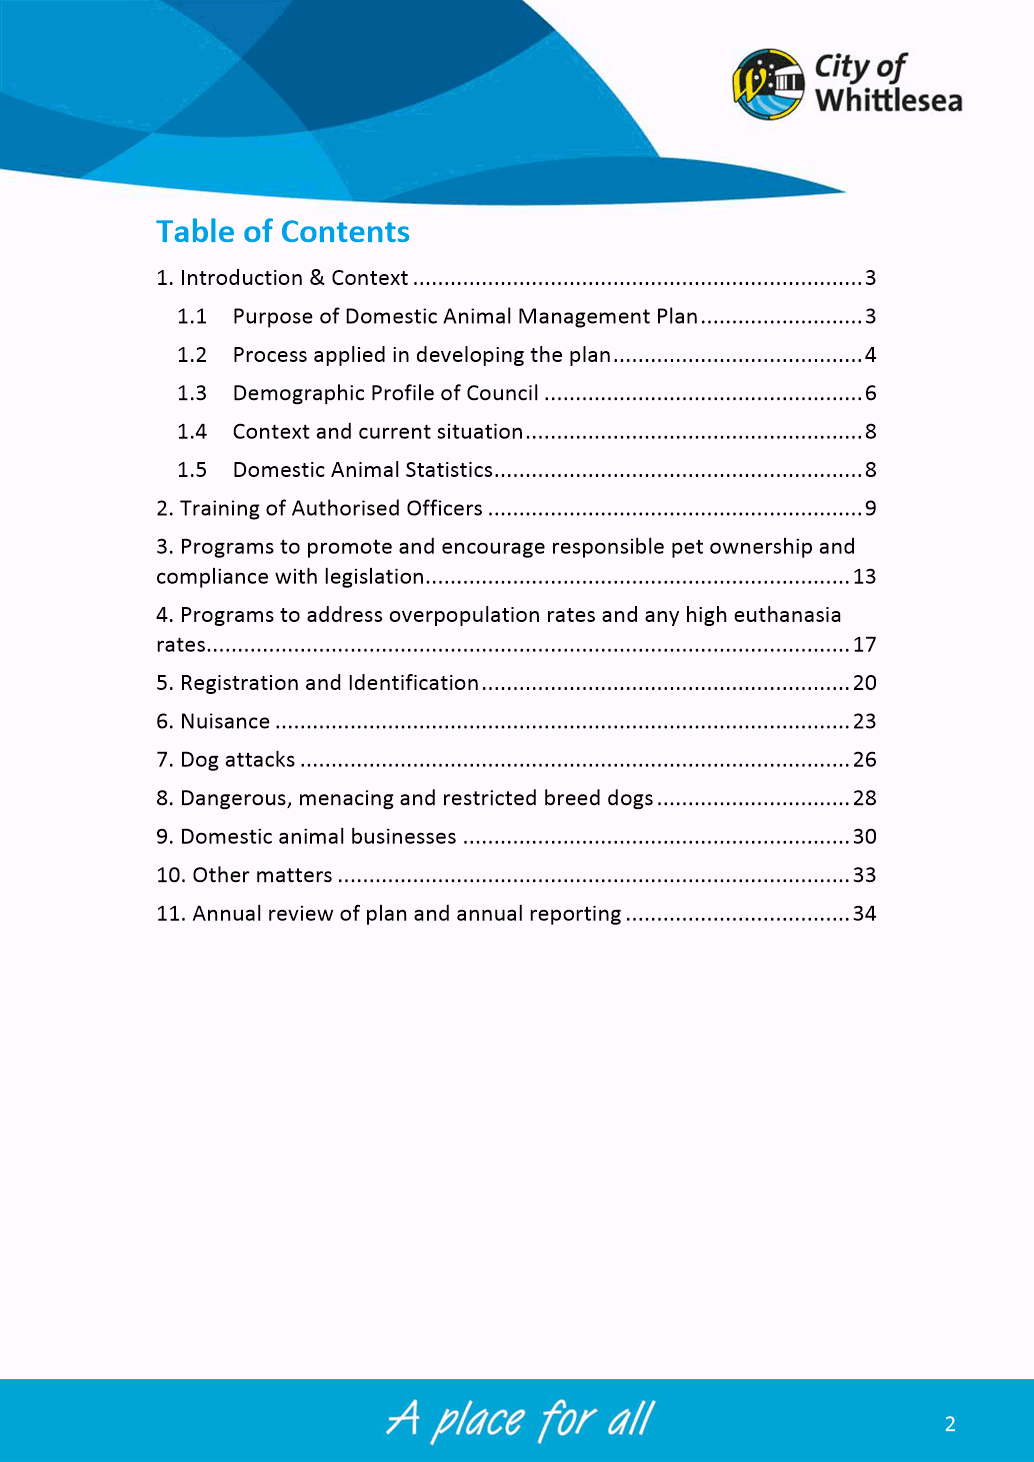 City of
Whittlesea
Table of Contents
1. Introduction & Context ........................................................................ 3
1.1 Purpose of Domestic Animal Management Plan .......................... 3
1.2 Process applied in developing the plan ........................................ 4
1.3 Demographic Profile of Council ................................................... 6
1.4 Context and current situation ...................................................... 8
1.5 Domestic Animal Statistics ........................................................... 8
2. Training of Authorised Officers ............................................................ 9
3. Programs to promote and encourage responsible pet ownership and
compliance with legislation .................................................................... 13
4. Programs to address overpopulation rates and any high euthanasia
rates ....................................................................................................... 17
5. Registration and Identification ........................................................... 20
6. Nuisance ............................................................................................ 23
7. Dog attacks ........................................................................................ 26
8. Dangerous, menacing and restricted breed dogs ............................... 28
9. Domestic animal businesses .............................................................. 30
10. Other matters .................................................................................. 33
11. Annual review of plan and annual reporting .................................... 34
A place for all
2